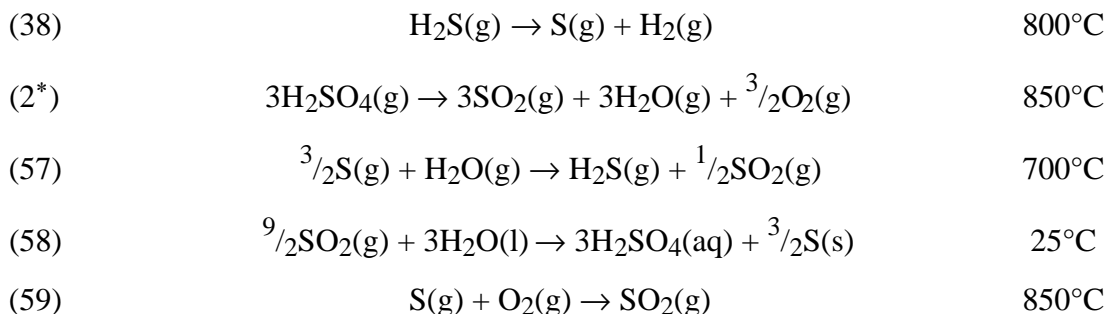 (38) H₂S(g) → S(g) + H₂(g) 800°C
(2*) 3H₂SO₄(g) → 3SO₂(g) + 3H₂O(g) + ³/₂O₂(g) 850°C
(57) ³/₂S(g) + H₂O(g) → H₂S(g) + ¹/₂SO₂(g) 700°C
(58) ⁹/₂SO₂(g) + 3H₂O(l) → 3H₂SO₄(aq) + ³/₂S(s) 25°C
(59) S(g) + O₂(g) → SO₂(g) 850°C